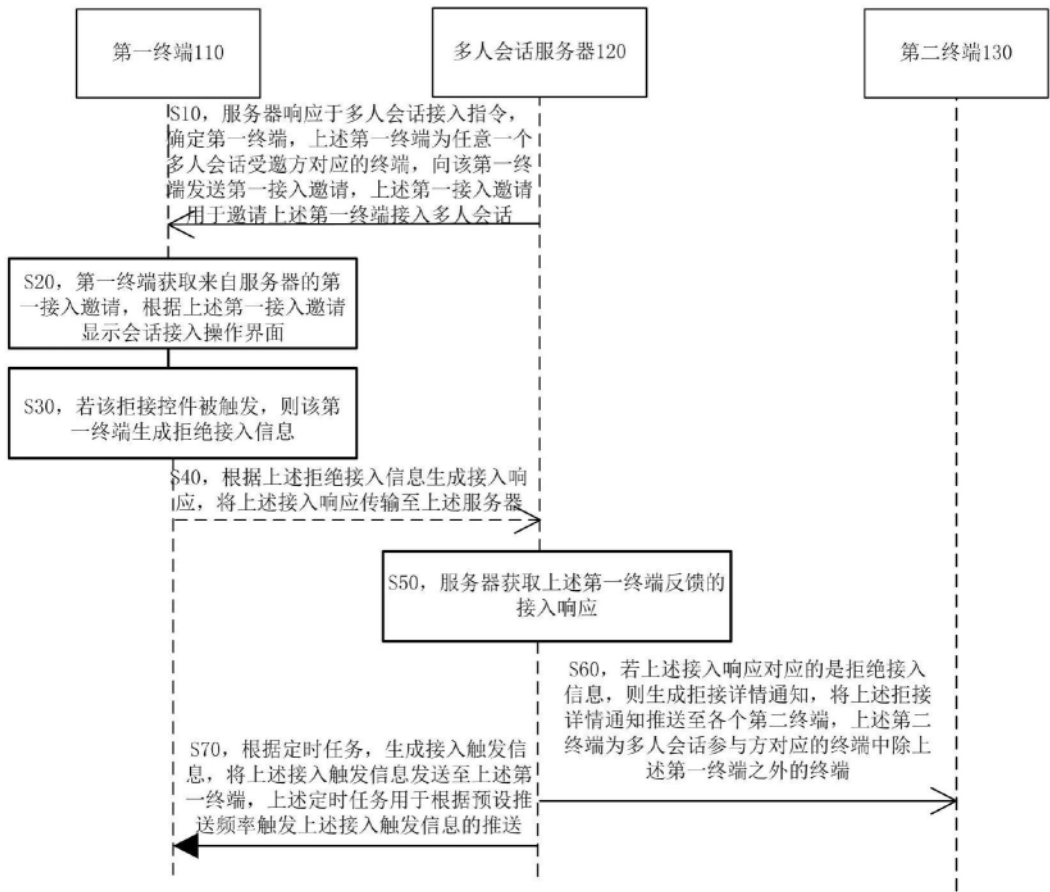 第一终端110
多人会话服务器120
第二终端130
S10，服务器响应于多人会话接入指令，
确定第一终端，上述第一终端为任意一个
多人会话受邀方对应的终端，向该第一终
端发送第一接入邀请，上述第一接入邀请
用于邀请上述第一终端接入多人会话
S20，第一终端获取来自服务器的第
一接入邀请，根据上述第一接入邀请
显示会话接入操作界面
S30，若该拒接控件被触发，则该第
一终端生成拒绝接入信息
S40，根据上述拒绝接入信息生成接入响
应，将上述接入响应传输至上述服务器
S50，服务器获取上述第一终端反馈的
接入响应
S60，若上述接入响应对应的是拒绝接入
信息，则生成拒接详情通知，将上述拒接
详情通知推送至各个第二终端，上述第二
终端为多人会话参与方对应的终端中除上
述第一终端之外的终端
S70，根据定时任务，生成接入触发信
息，将上述接入触发信息发送至上述第
一终端，上述定时任务用于根据预设推
送频率触发上述接入触发信息的推送